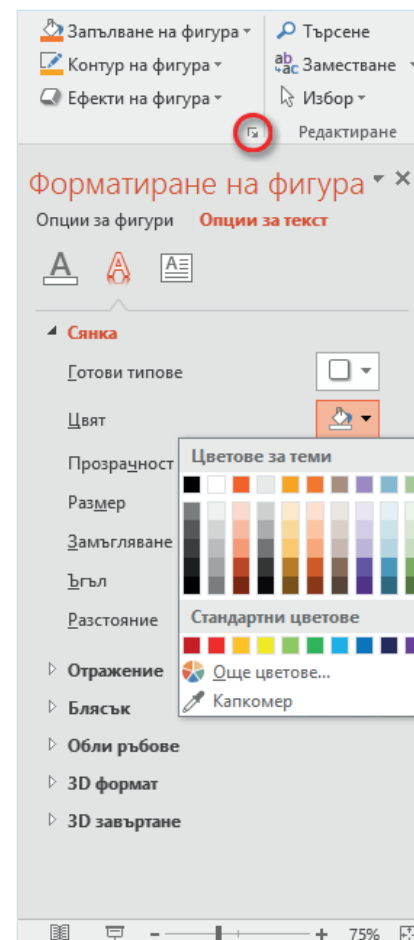 Запълване на фигура
Контур на фигура
Ефекти на фигура
Търсене
Заместване
Избор
Редактиране
Форматиране на фигура
Опции за фигури Опции за текст
Сянка
Готови типове
Цвят
Прозрачност
Размер
Замъгляване
Ъгъл
Разстояние
Цветове за теми
Стандартни цветове
Още цветове...
Капкомер
Отражение
Блясък
Обли ръбове
3D формат
3D завъртане
75%